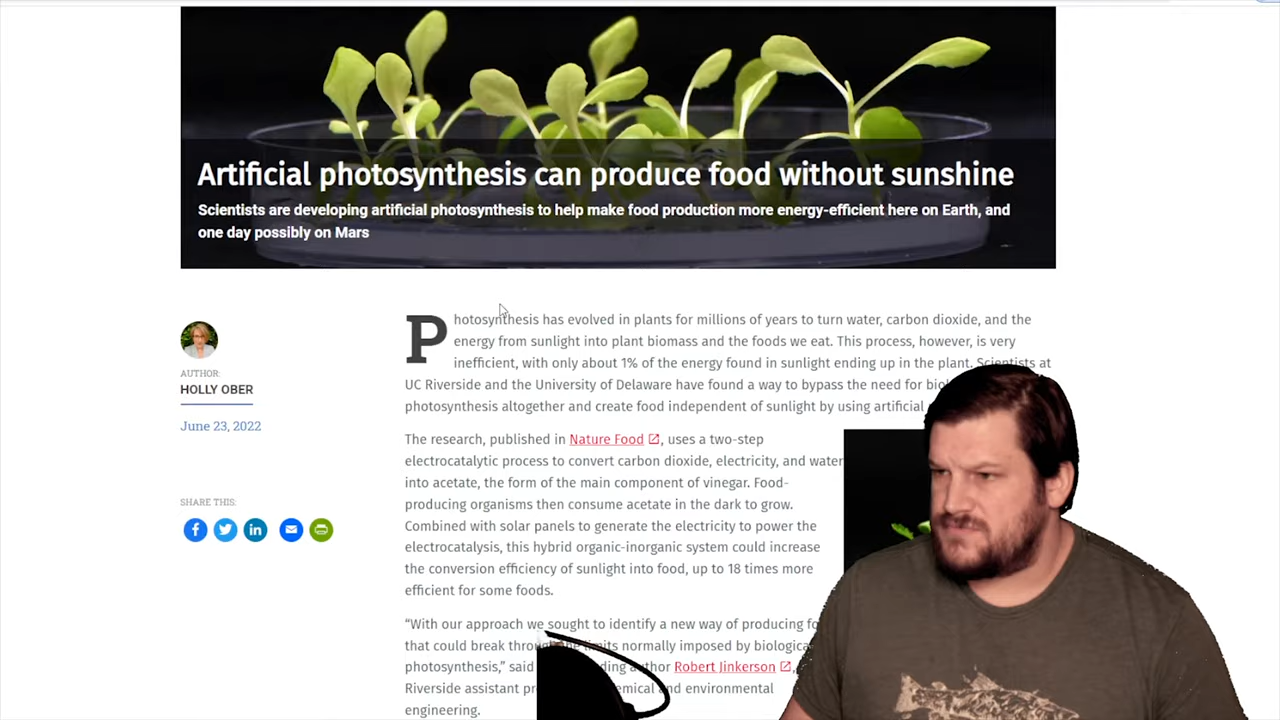 Artificial photosynthesis can produce food without sunshine
Scientists are developing artificial photosynthesis to help make food production more energy-efficient here on Earth, and
one day possibly on Mars
Photosynthesis has evolved in plants for millions of years to turn water, carbon dioxide, and the
energy from sunlight into plant biomass and the foods we eat. This process, however, is very
inefficient, with only about 1% of the energy found in sunlight ending up in the plant. Scientists at
UC Riverside and the University of Delaware have found a way to bypass the need for
photosynthesis altogether and create food independent of sunlight by using artificial
AUTHOR:
HOLLY OBER
June 23, 2022
SHARE THIS:
The research, published in Nature Food, uses a two-step
electrocatalytic process to convert carbon dioxide, electricity, and water
into acetate, the form of the main component of vinegar. Food-
producing organisms then consume acetate in the dark to grow.
Combined with solar panels to generate the electricity to power the
electrocatalysis, this hybrid organic-inorganic system could increase
the conversion efficiency of sunlight into food, up to 18 times more
efficient for some foods.
“With our approach we sought to identify a new way of producing
that could break through the limits normally imposed by
photosynthesis,” said Robert Jinkerson,
Riverside assistant and environmental
engineering.